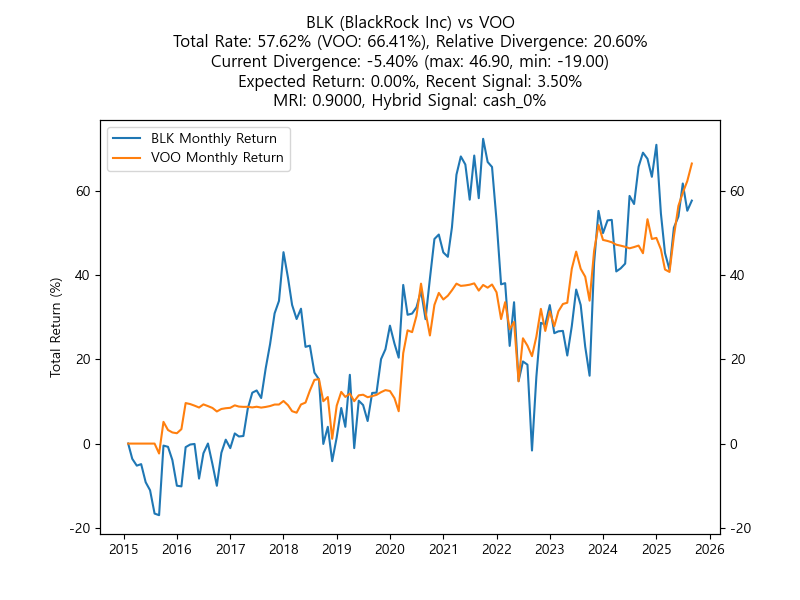 BLK (BlackRock Inc) vs VOO
Total Rate: 57.62% (VOO: 66.41%), Relative Divergence: 20.60%
Current Divergence: -5.40% (max: 46.90, min: -19.00)
Expected Return: 0.00%, Recent Signal: 3.50%
MRI: 0.9000, Hybrid Signal: cash_0%
BLK Monthly Return
VOO Monthly Return
Total Return (%)
60 60
40 40
20 20
0 0
-20 -20
2015 2016 2017 2018 2019 2020 2021 2022 2023 2024 2025 2026